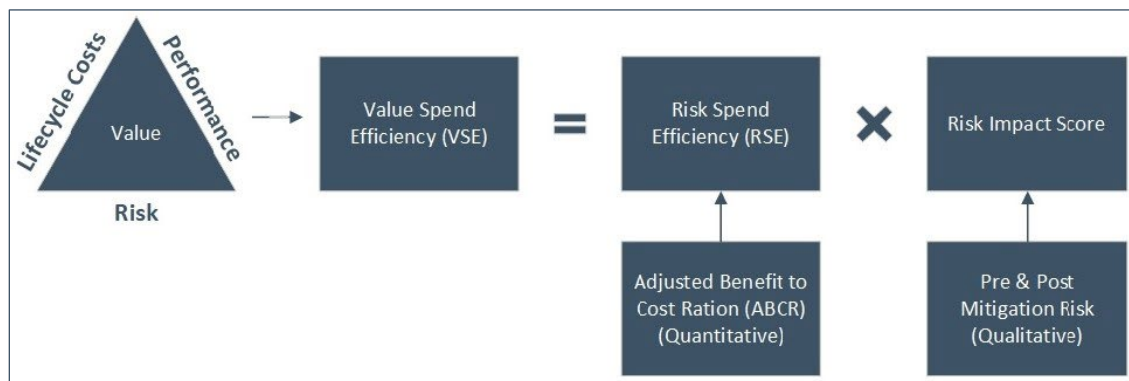 Lifecycle Costs
Performance
Value
Risk
Value Spend
Efficiency (VSE)
=
Risk Spend
Efficiency (RSE)
×
Risk Impact Score
Adjusted Benefit to
Cost Ration (ABCR)
(Quantitative)
Pre & Post
Mitigation Risk
(Qualitative)